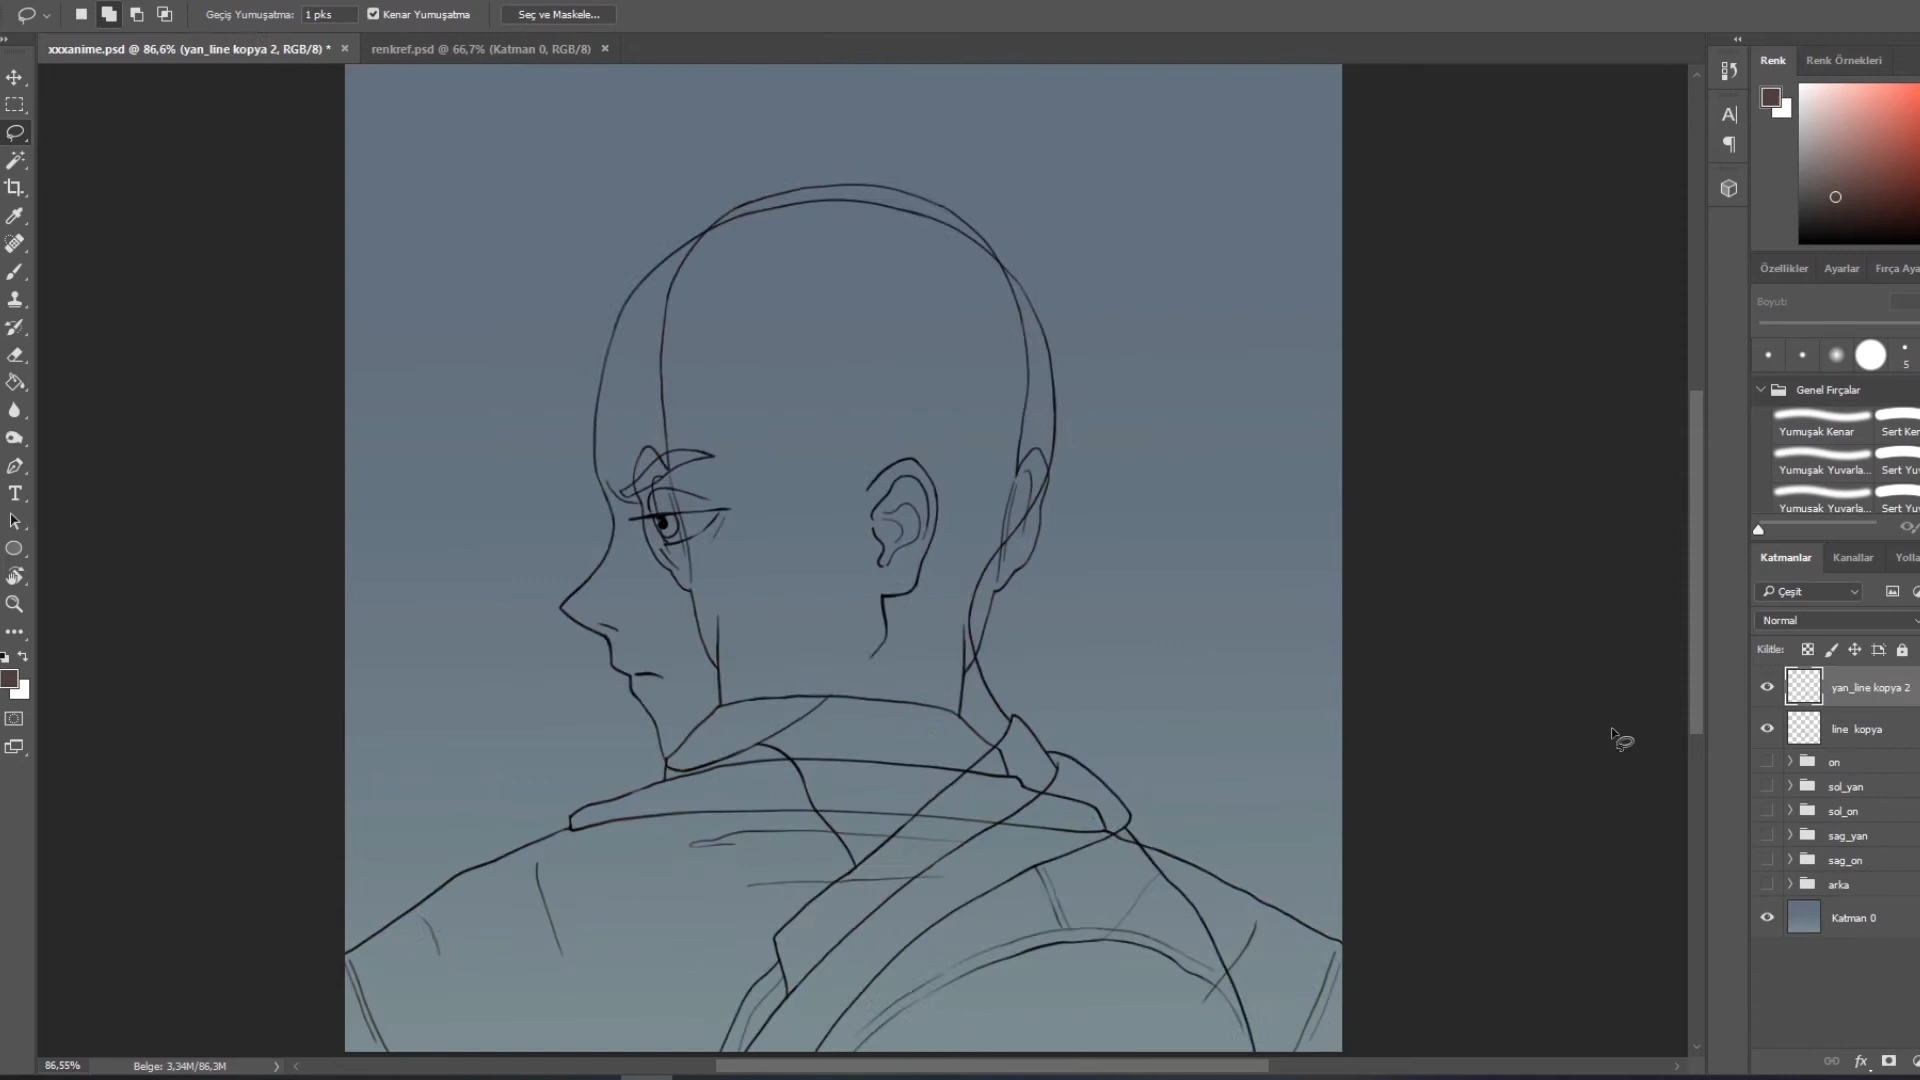 Geçiş Yumuşatma: 1 pks Kenar Yumuşatma Seç ve Maskele...
xxxanime.psd @ 86,6% (yan_line kopya 2, RGB/8) * × renkref.psd @ 66,7% (Katman 0, RGB/8) ×
Renk Renk Örnekleri
Özellikler Ayarlar Fırça Aya
Boyut:
5
Genel Fırçalar
Yumuşak Kenar Sert Ker
Yumuşak Yuvarla... Sert Yu
Yumuşak Yuvarla... Sert Yu
Katmanlar Kanallar Yolla
Çeşit
Normal
Kilitle:
yan_line kopya 2
line kopya
on
sol_yan
sol_on
sag_yan
sag_on
arka
Katman 0
86,55% Belge: 3,34M/86,3M